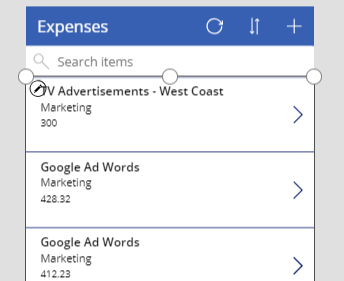 Expenses
Search items
TV Advertisements - West Coast
Marketing
300
Google Ad Words
Marketing
428.32
Google Ad Words
Marketing
412.23